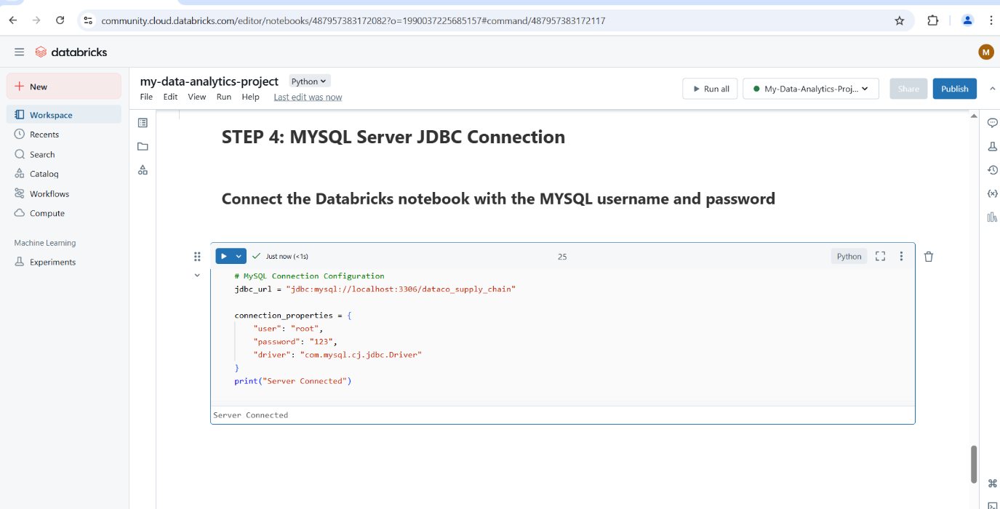 community.cloud.databricks.com/editor/notebooks/487957383172082?o=1990037225685157#command/487957383172117
databricks
M
New
Workspace
Recents
Search
Catalog
Workflows
Compute
Machine Learning
Experiments
my-data-analytics-project Python
File Edit View Run Help Last edit was now
Run all My-Data-Analytics-Proj... Share Publish
STEP 4: MYSQL Server JDBC Connection
Connect the Databricks notebook with the MYSQL username and password
Just now (<1s) 25 Python
# MySQL Connection Configuration
jdbc_url = "jdbc:mysql://localhost:3306/dataco_supply_chain"
connection_properties = {
"user": "root",
"password": "123",
"driver": "com.mysql.cj.jdbc.Driver"
}
print("Server Connected")
Server Connected